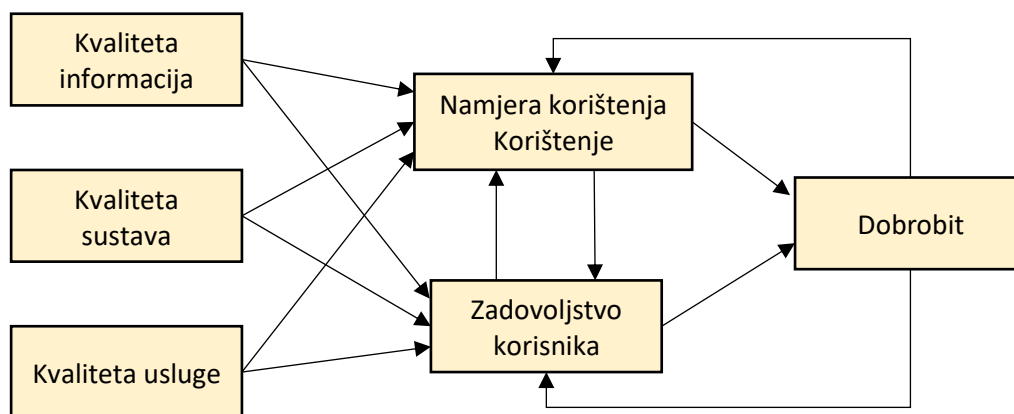 Kvaliteta
informacija
Namjera korištenja
Korištenje
Kvaliteta
sustava
Dobrobit
Zadovoljstvo
korisnika
Kvaliteta usluge